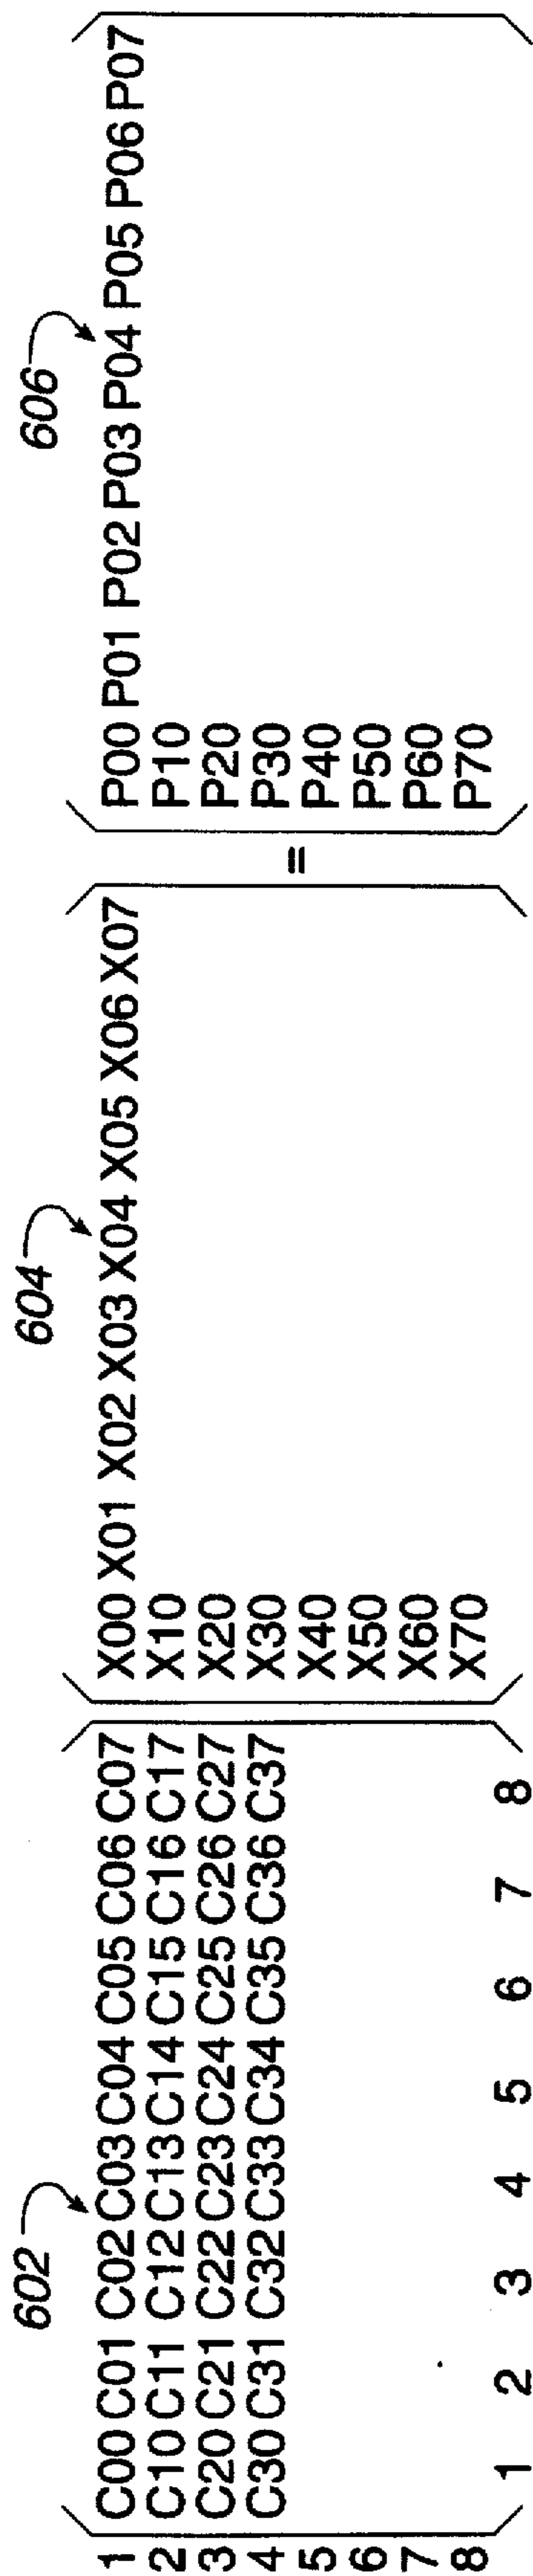 602 604 606
1 C00 C01 C02 C03 C04 C05 C06 C07 X00 X01 X02 X03 X04 X05 X06 X07 P00 P01 P02 P03 P04 P05 P06 P07
2 C10 C11 C12 C13 C14 C15 C16 C17 X10 P10
3 C20 C21 C22 C23 C24 C25 C26 C27 X20 P20
4 C30 C31 C32 C33 C34 C35 C36 C37 X30 = P30
5 X40 P40
6 X50 P50
7 X60 P60
8 X70 P70
1 2 3 4 5 6 7 8